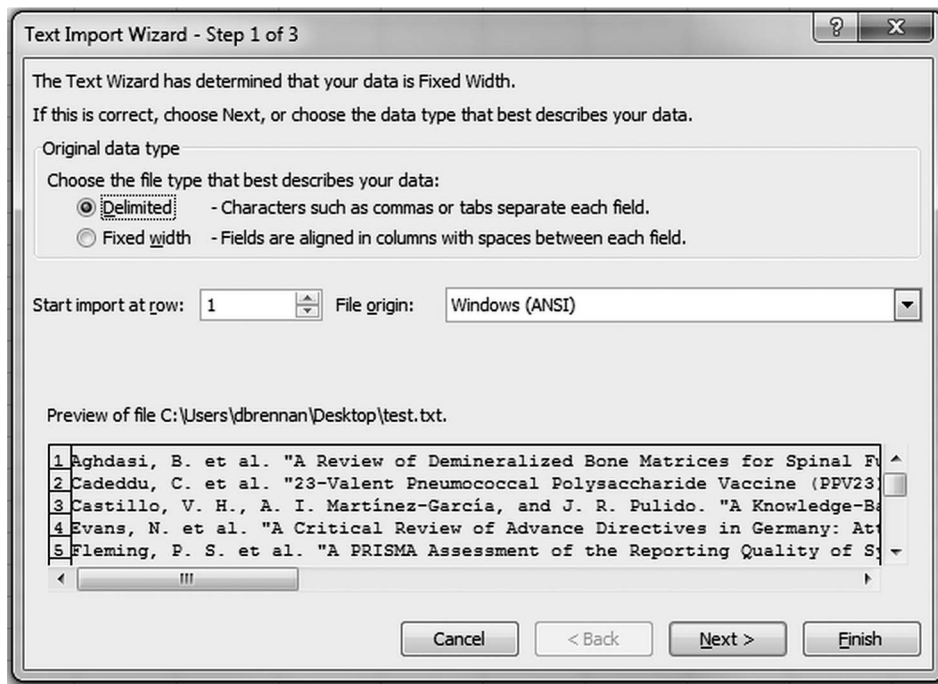 Text Import Wizard - Step 1 of 3
The Text Wizard has determined that your data is Fixed Width.
If this is correct, choose Next, or choose the data type that best describes your data.
Original data type
Choose the file type that best describes your data:
Delimited - Characters such as commas or tabs separate each field.
Fixed width - Fields are aligned in columns with spaces between each field.
Start import at row: 1 File origin: Windows (ANSI)
Preview of file C:\Users\dbrennan\Desktop\test.txt.
1 Aghdasi, B. et al. "A Review of Demineralized Bone Matrices for Spinal Fu
2 Cadeddu, C. et al. "23-Valent Pneumococcal Polysaccharide Vaccine (PPV23)
3 Castillo, V. H., A. I. Martínez-García, and J. R. Pulido. "A Knowledge-Ba
4 Evans, N. et al. "A Critical Review of Advance Directives in Germany: Att
5 Fleming, P. S. et al. "A PRISMA Assessment of the Reporting Quality of Sy
Cancel < Back Next > Finish